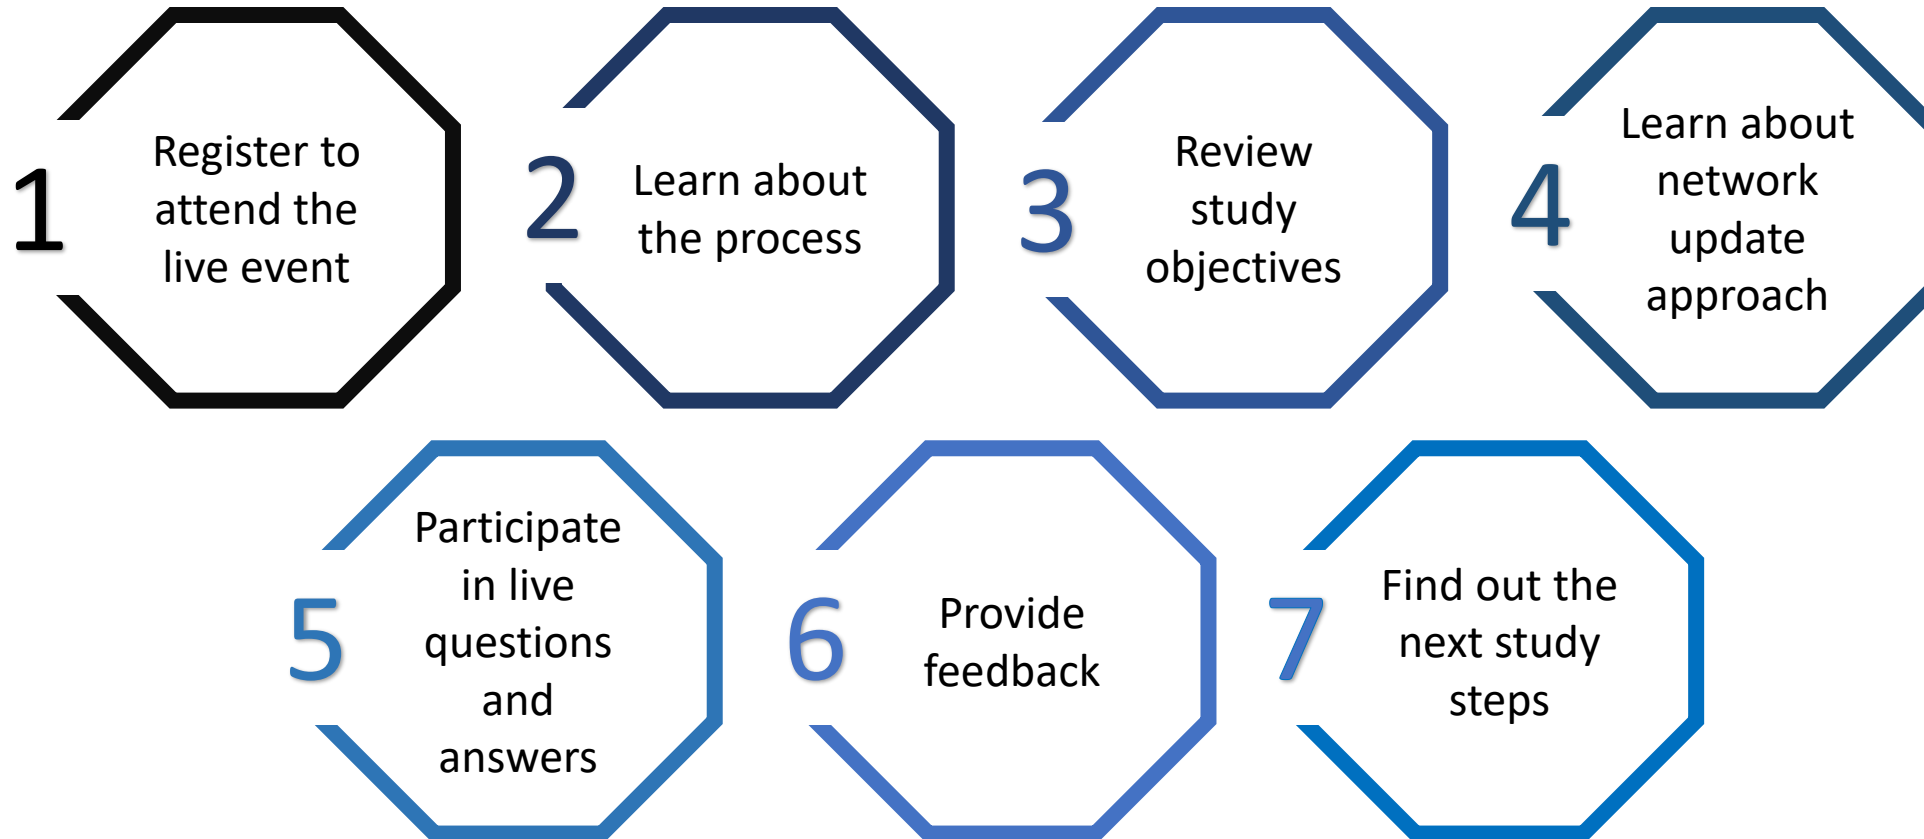 1
Register to
attend the
live event
2
Learn about
the process
3
Review
study
objectives
4
Learn about
network
update
approach
5
Participate
in live
questions
and
answers
6
Provide
feedback
7
Find out the
next study
steps